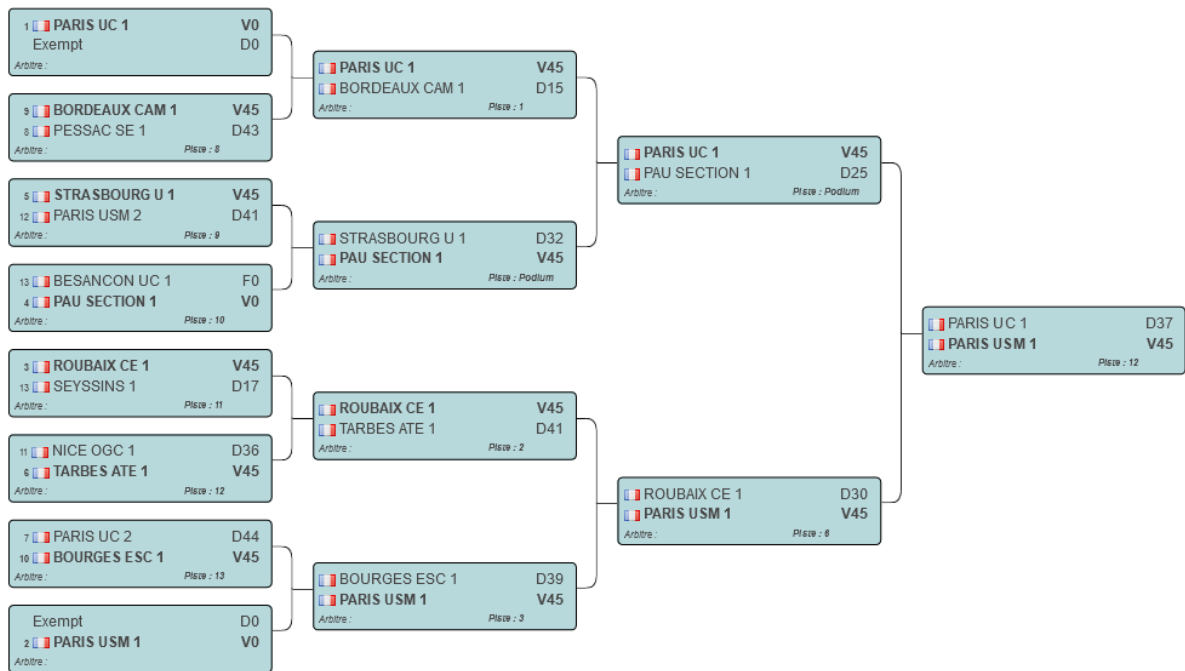 1 PARIS UC 1 V0
Exempt D0
Arbitre :
9 BORDEAUX CAM 1 V45
8 PESSAC SE 1 D43
Arbitre : Piste : 8
5 STRASBOURG U 1 V45
12 PARIS USM 2 D41
Arbitre : Piste : 9
13 BESANCON UC 1 F0
4 PAU SECTION 1 V0
Arbitre : Piste : 10
3 ROUBAIX CE 1 V45
13 SEYSSINS 1 D17
Arbitre : Piste : 11
11 NICE OGC 1 D36
6 TARBES ATE 1 V45
Arbitre : Piste : 12
7 PARIS UC 2 D44
10 BOURGES ESC 1 V45
Arbitre : Piste : 13
Exempt D0
2 PARIS USM 1 V0
Arbitre :
PARIS UC 1 V45
BORDEAUX CAM 1 D15
Arbitre : Piste : 1
STRASBOURG U 1 D32
PAU SECTION 1 V45
Arbitre : Piste : Podium
ROUBAIX CE 1 V45
TARBES ATE 1 D41
Arbitre : Piste : 2
BOURGES ESC 1 D39
PARIS USM 1 V45
Arbitre : Piste : 3
PARIS UC 1 V45
PAU SECTION 1 D25
Arbitre : Piste : Podium
ROUBAIX CE 1 D30
PARIS USM 1 V45
Arbitre : Piste : 6
PARIS UC 1 D37
PARIS USM 1 V45
Arbitre : Piste : 12